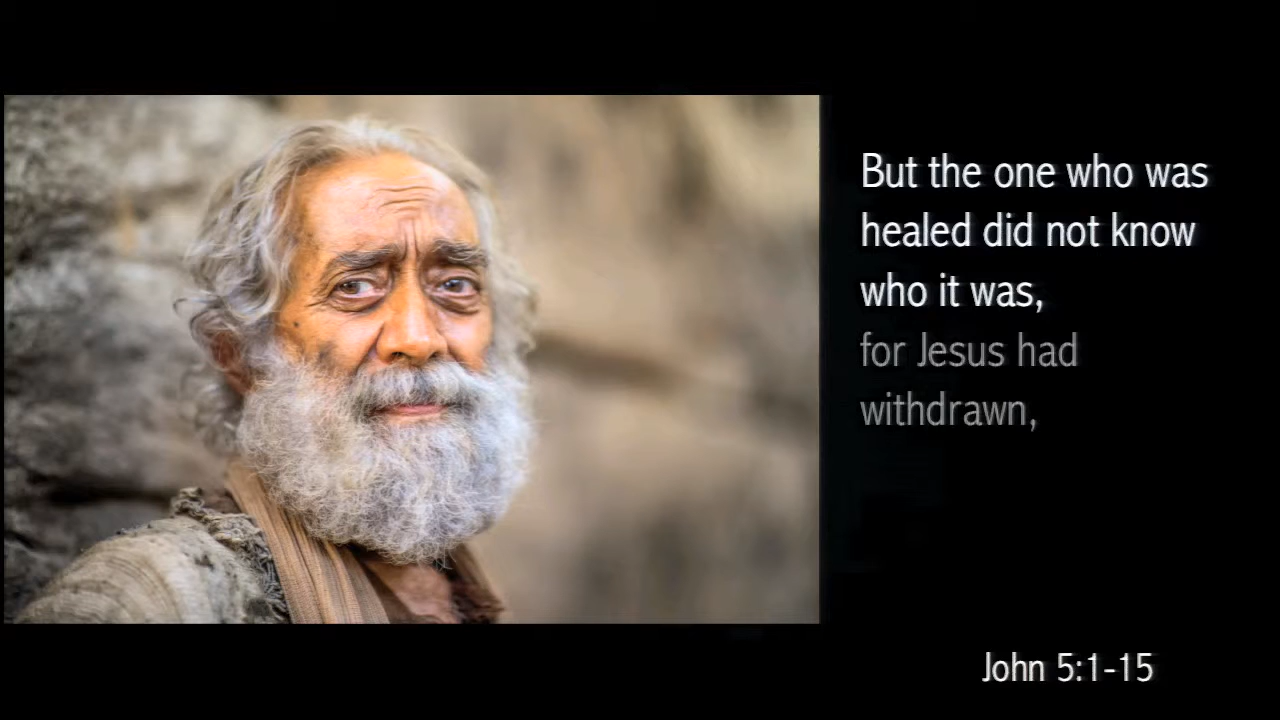 But the one who was
healed did not know
who it was,
for Jesus had
withdrawn,
John 5:1-15